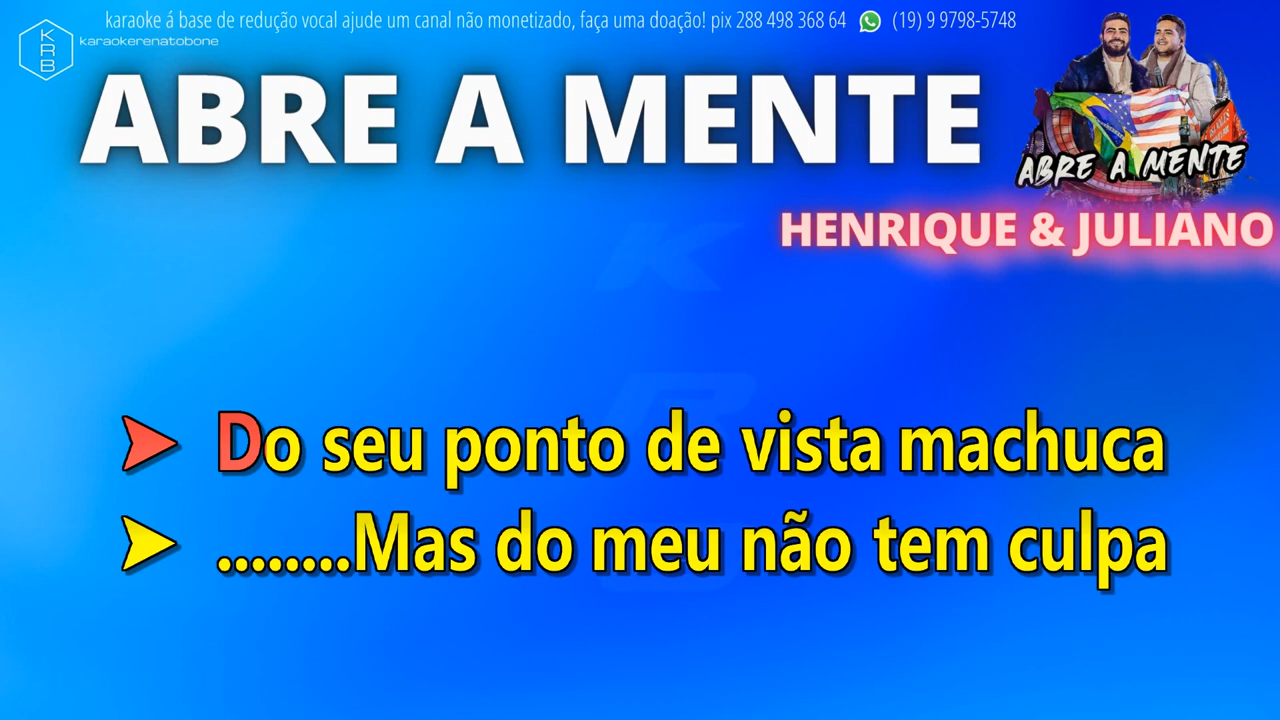 karaoke á base de redução vocal ajude um canal não monetizado, faça uma doação! pix 288 498 368 64 (19) 9 9798-5748
KRB
karaokerenatobone
ABRE A MENTE
ABRE A MENTE
HENRIQUE & JULIANO
Do seu ponto de vista machuca
........Mas do meu não tem culpa